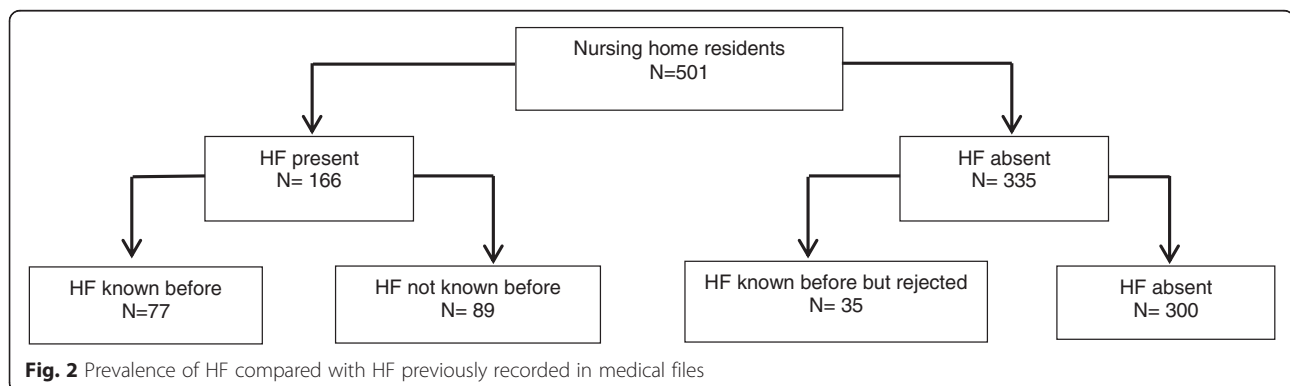 Nursing home residents
N=501
HF present
N= 166
HF absent
N= 335
HF known before
N=77
HF not known before
N= 89
HF known before but rejected
N= 35
HF absent
N= 300
Fig. 2 Prevalence of HF compared with HF previously recorded in medical files